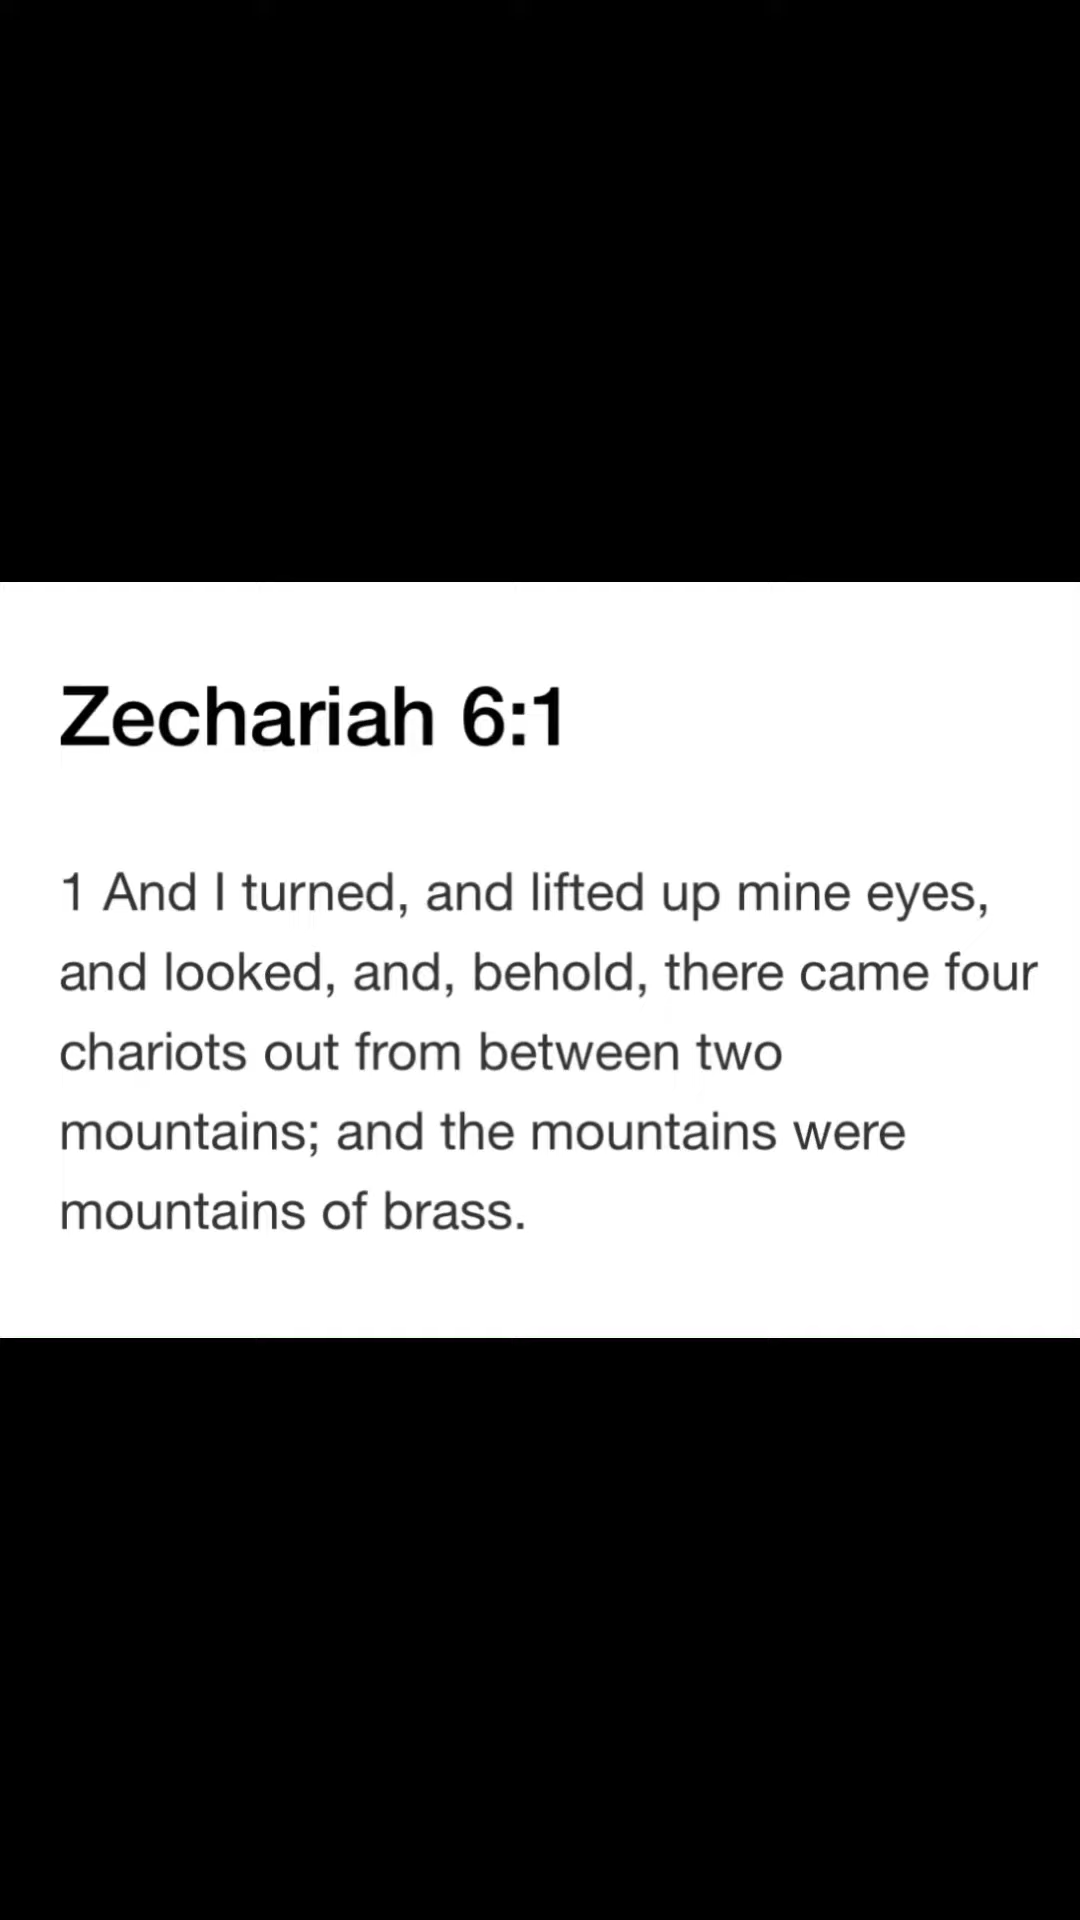 Zechariah 6:1
1 And I turned, and lifted up mine eyes,
and looked, and, behold, there came four
chariots out from between two
mountains; and the mountains were
mountains of brass.